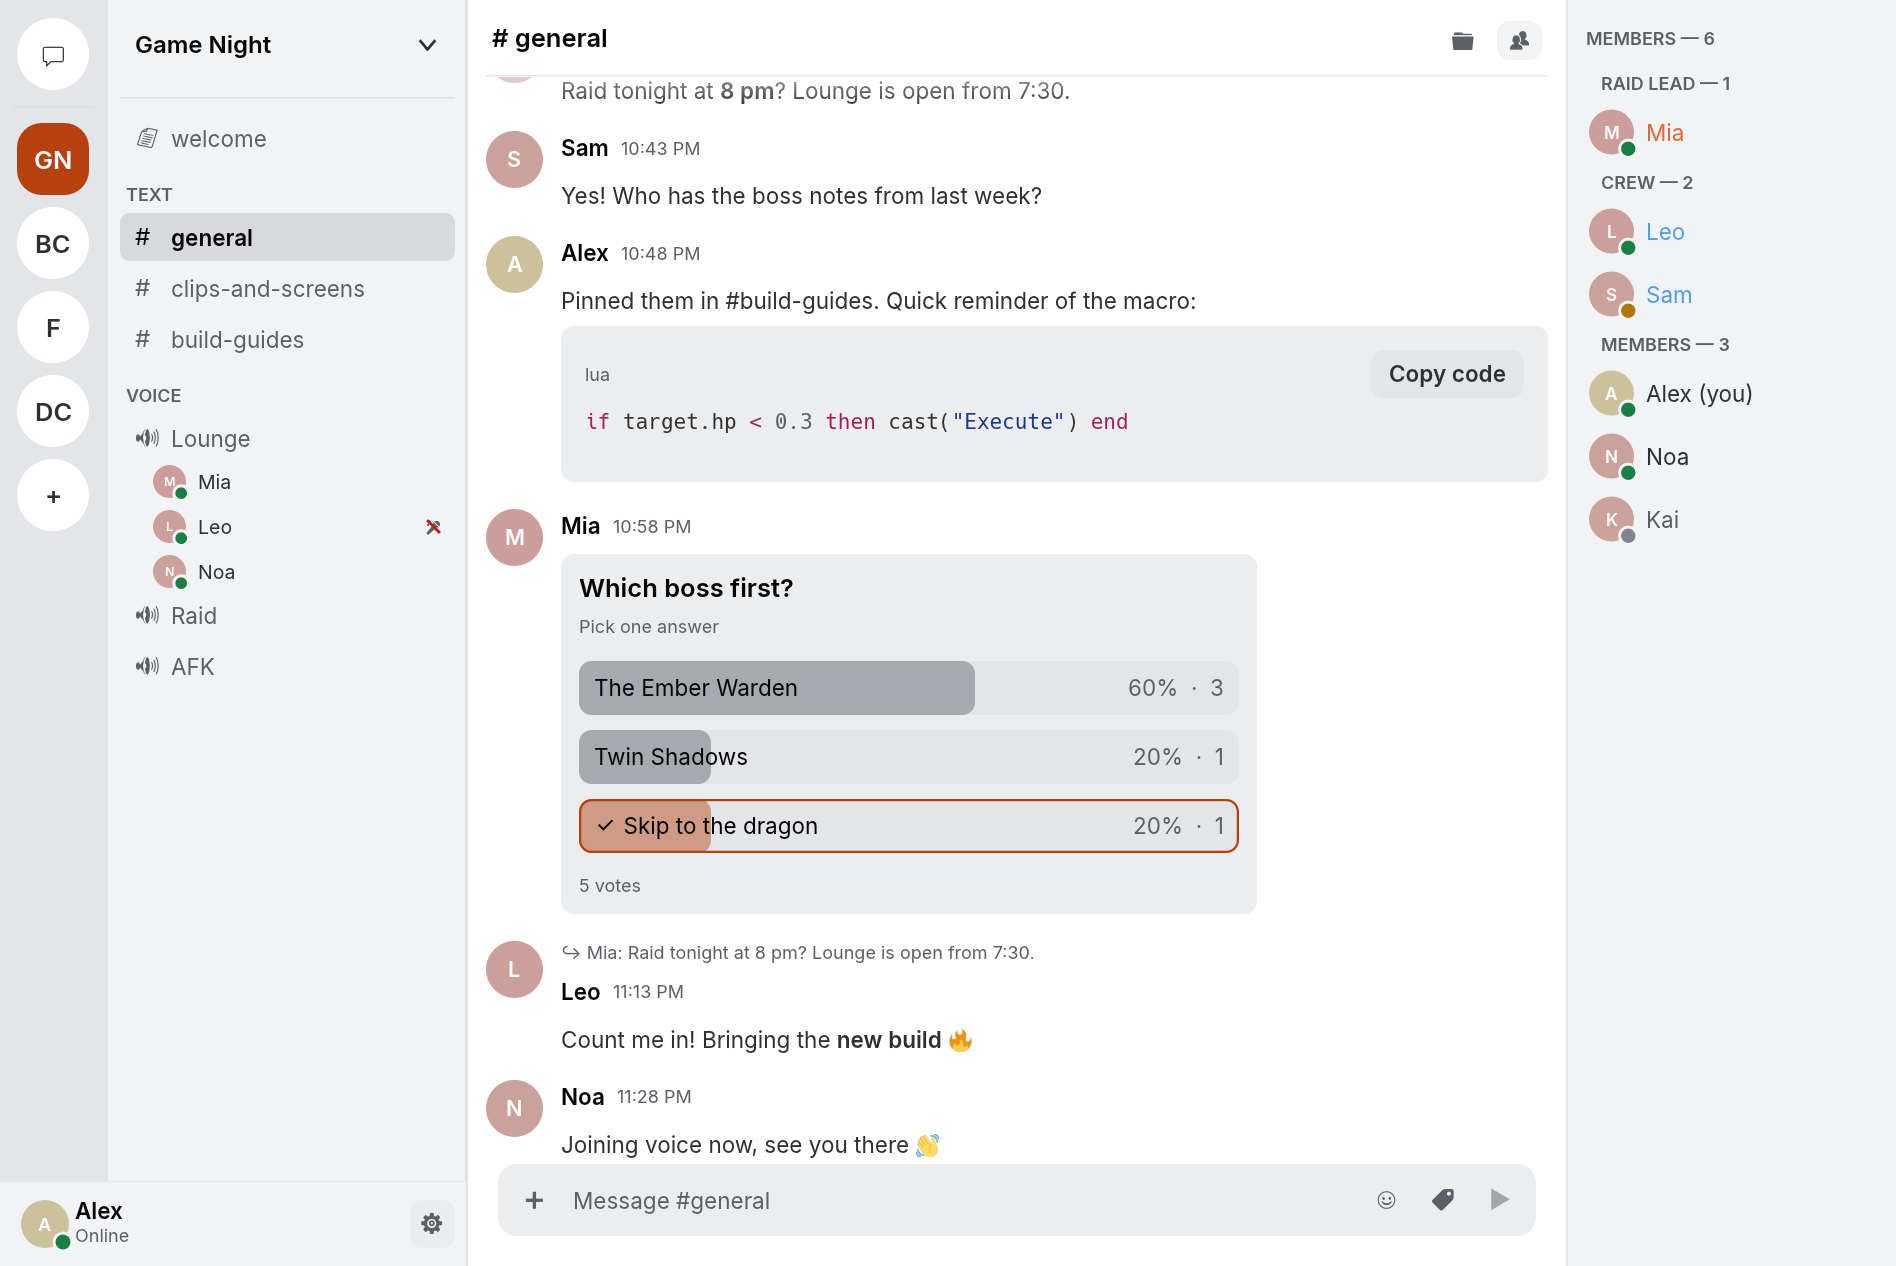 GN
BC
F
DC
+
Game Night
welcome
TEXT
# general
# clips-and-screens
# build-guides
VOICE
Lounge
M Mia
L Leo
N Noa
Raid
AFK
A Alex
Online
# general
Raid tonight at 8 pm? Lounge is open from 7:30.
S Sam 10:43 PM
Yes! Who has the boss notes from last week?
A Alex 10:48 PM
Pinned them in #build-guides. Quick reminder of the macro:
lua Copy code
if target.hp < 0.3 then cast("Execute") end
M Mia 10:58 PM
Which boss first?
Pick one answer
The Ember Warden 60% · 3
Twin Shadows 20% · 1
✓ Skip to the dragon 20% · 1
5 votes
↪ Mia: Raid tonight at 8 pm? Lounge is open from 7:30.
L Leo 11:13 PM
Count me in! Bringing the new build 🔥
N Noa 11:28 PM
Joining voice now, see you there 👋
+ Message #general
MEMBERS — 6
RAID LEAD — 1
M Mia
CREW — 2
L Leo
S Sam
MEMBERS — 3
A Alex (you)
N Noa
K Kai